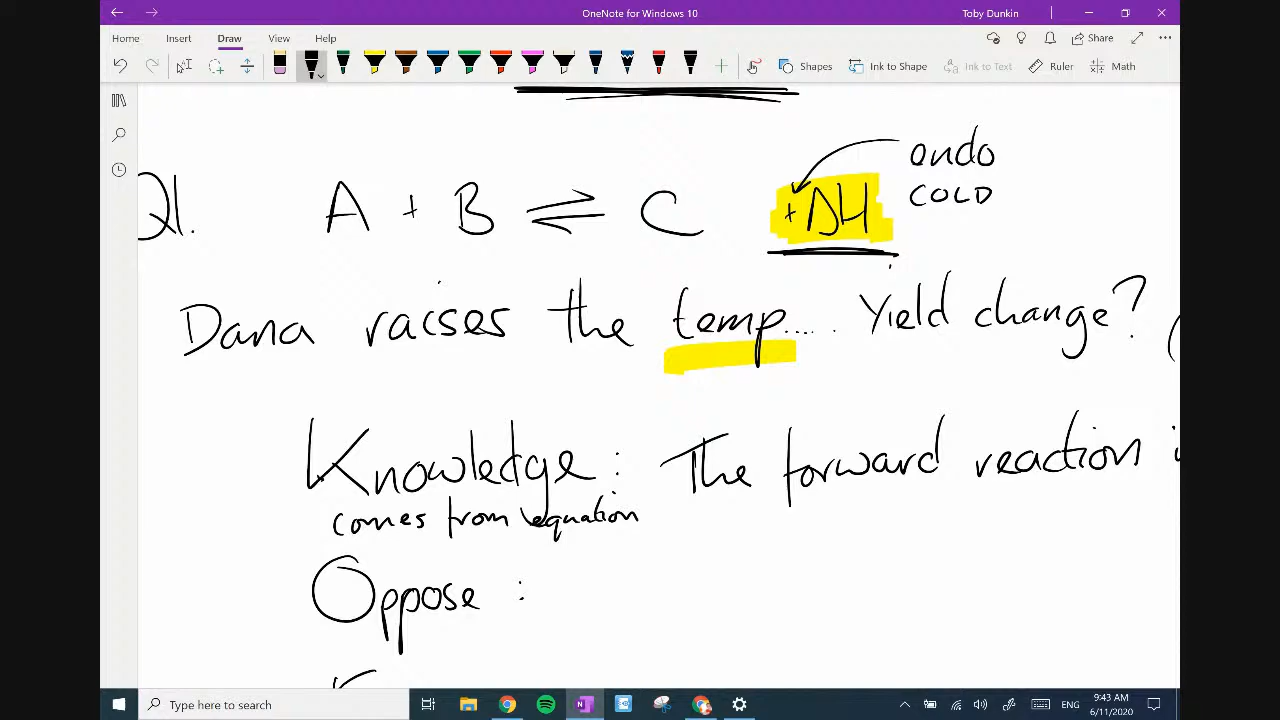 OneNote for Windows 10
Toby Dunkin
Home Insert Draw View Help
Share
Shapes Ink to Shape Ink to Text Ruler Math
Q1. A + B ⇌ C +ΔH
endo
COLD
Dana raises the temp..... Yield change? (
Knowledge: The forward reaction i
comes from equation
Oppose :
Type here to search
9:43 AM
6/11/2020